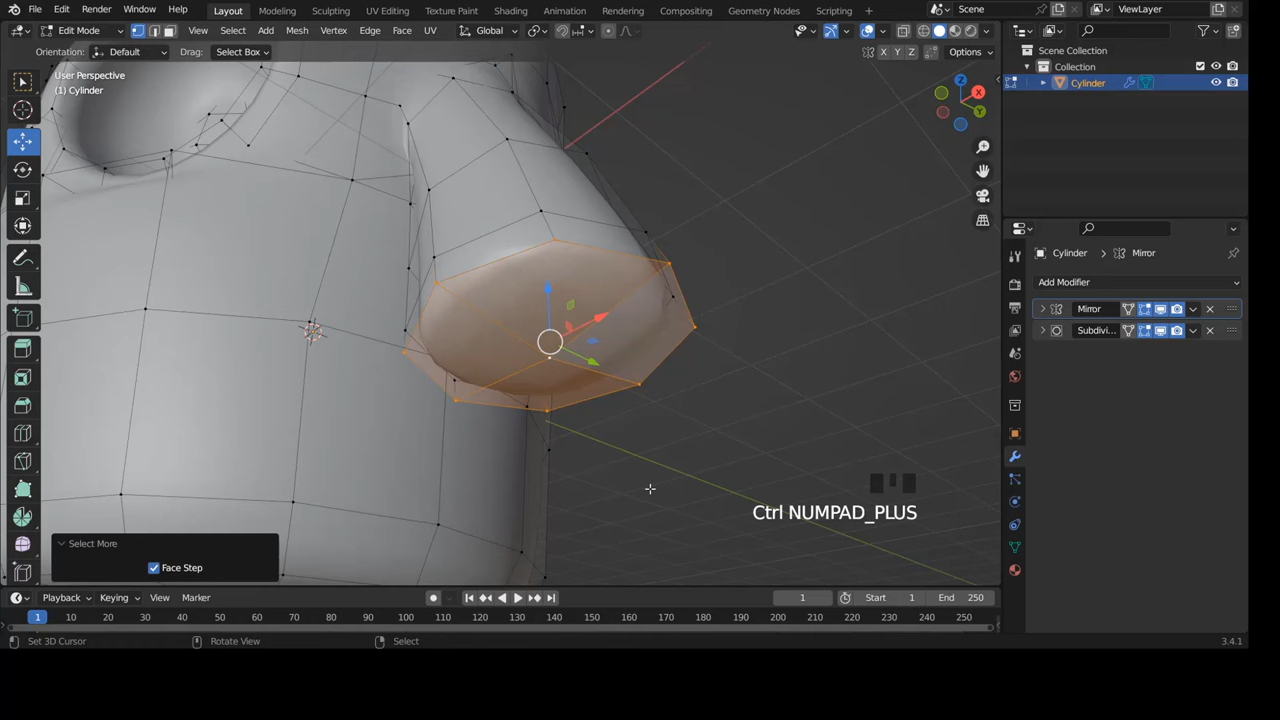 File Edit Render Window Help Layout Modeling Sculpting UV Editing Texture Paint Shading Animation Rendering Compositing Geometry Nodes Scripting Scene ViewLayer
Edit Mode View Select Add Mesh Vertex Edge Face UV Global
Orientation: Default Drag: Select Box X Y Z Options
User Perspective
(1) Cylinder
Z
X
Y
Scene Collection
Collection
Cylinder
Cylinder Mirror
Add Modifier
Mirror
Subdivi...
Ctrl NUMPAD_PLUS
Select More
Face Step
Playback Keying View Marker 1 Start 1 End 250
1 10 20 30 40 50 60 70 80 90 100 110 120 130 140 150 160 170 180 190 200 210 220 230 240 250
Set 3D Cursor Rotate View Select 3.4.1